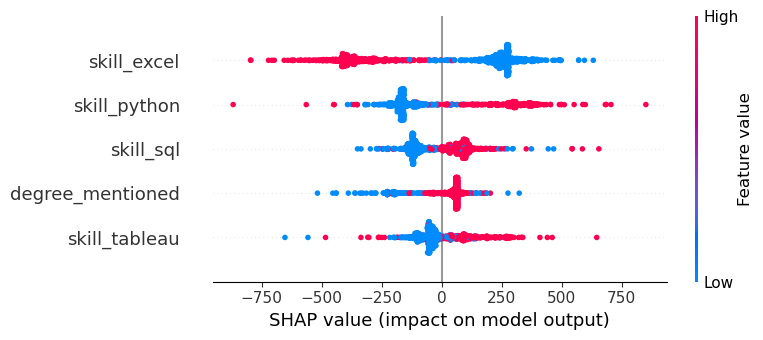 High
skill_excel
skill_python
skill_sql
degree_mentioned
skill_tableau
Feature value
Low
−750 −500 −250 0 250 500 750
SHAP value (impact on model output)